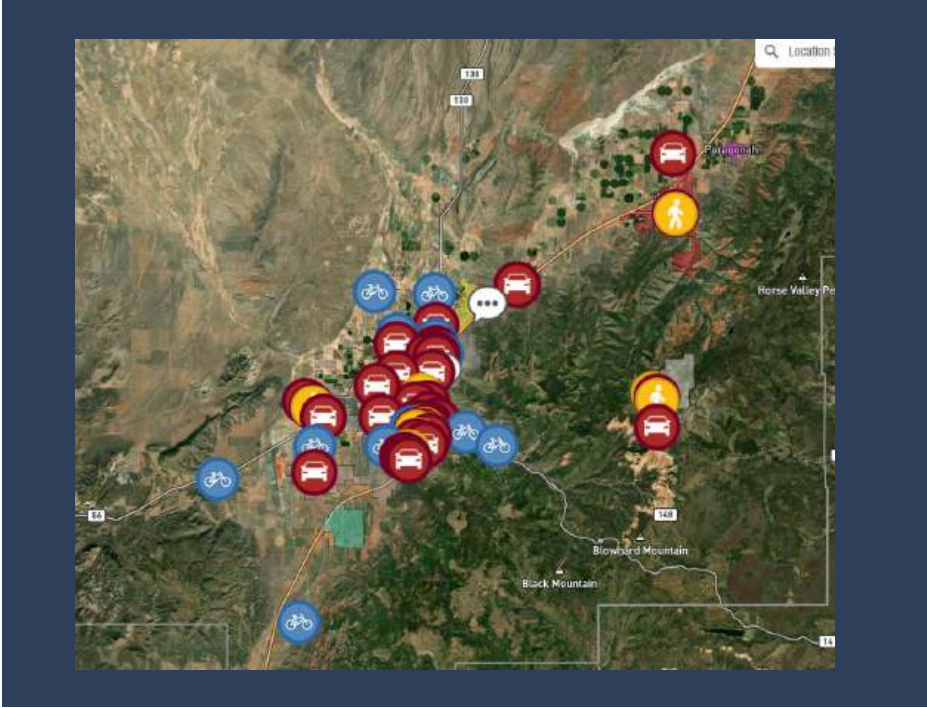 Location
130
130
Paragonah
Horse Valley Pe
56
148
Blowhard Mountain
Black Mountain
14